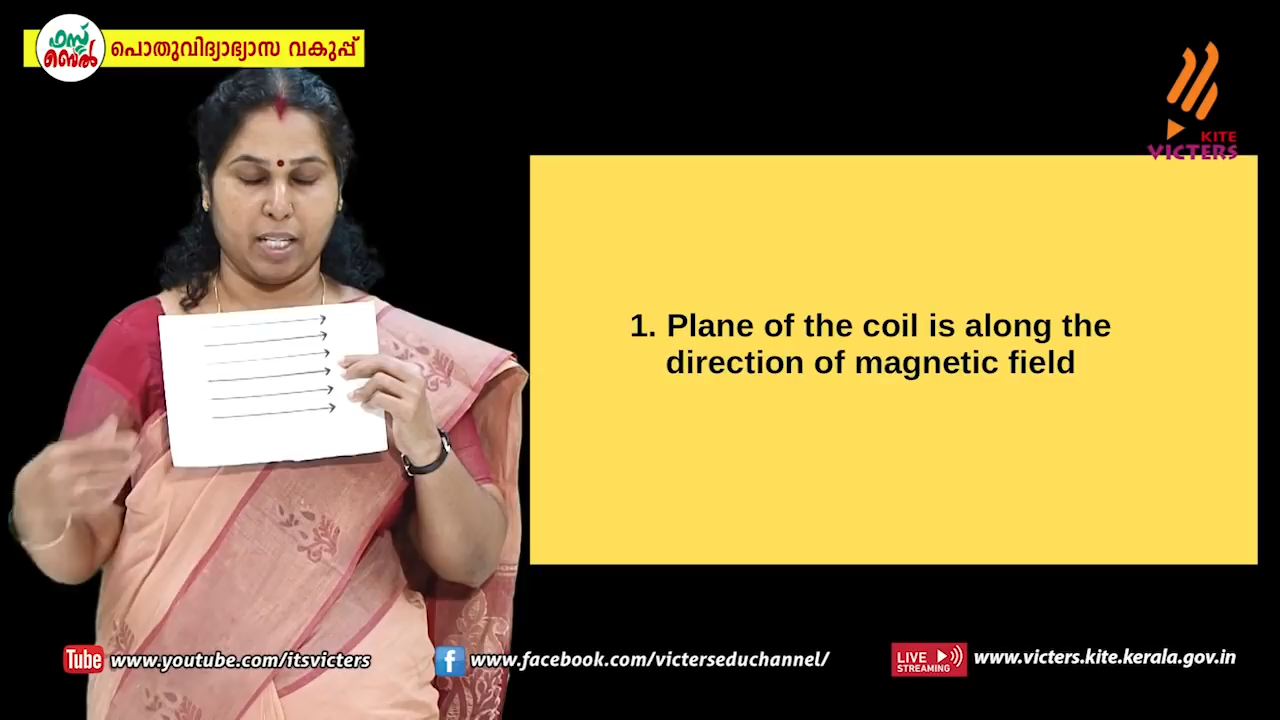 ഫസ്റ്റ്
ബെൽ
പൊതുവിദ്യാഭ്യാസ വകുപ്പ്
KITE
VICTERS
1. Plane of the coil is along the
direction of magnetic field
Tube www.youtube.com/itsvicters
f www.facebook.com/victerseduchannel/
LIVE
STREAMING
www.victers.kite.kerala.gov.in